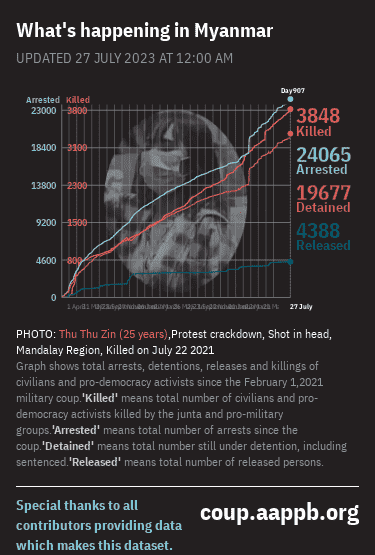 What's happening in Myanmar
UPDATED 27 JULY 2023 AT 12:00 AM
Day907
Arrested Killed
23000 3800
3848
Killed
18400 3100
24065
Arrested
13800 2300
19677
Detained
9200 1500
4388
Released
4600 800
0
27 July
PHOTO: Thu Thu Zin (25 years),Protest crackdown, Shot in head,
Mandalay Region, Killed on July 22 2021
Graph shows total arrests, detentions, releases and killings of
civilians and pro-democracy activists since the February 1,2021
military coup.'Killed' means total number of civilians and pro-
democracy activists killed by the junta and pro-military
groups.'Arrested' means total number of arrests since the
coup.'Detained' means total number still under detention, including
sentenced.'Released' means total number of released persons.
Special thanks to all
contributors providing data
which makes this dataset.
coup.aappb.org